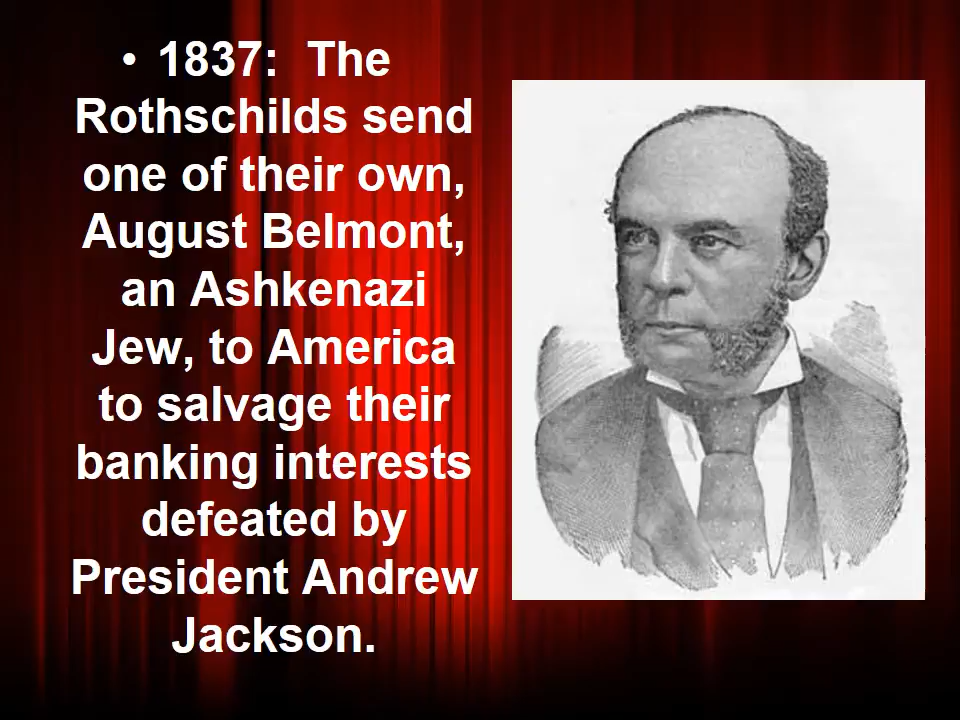 • 1837:  The
Rothschilds send
one of their own,
August Belmont,
an Ashkenazi
Jew, to America
to salvage their
banking interests
defeated by
President Andrew
Jackson.